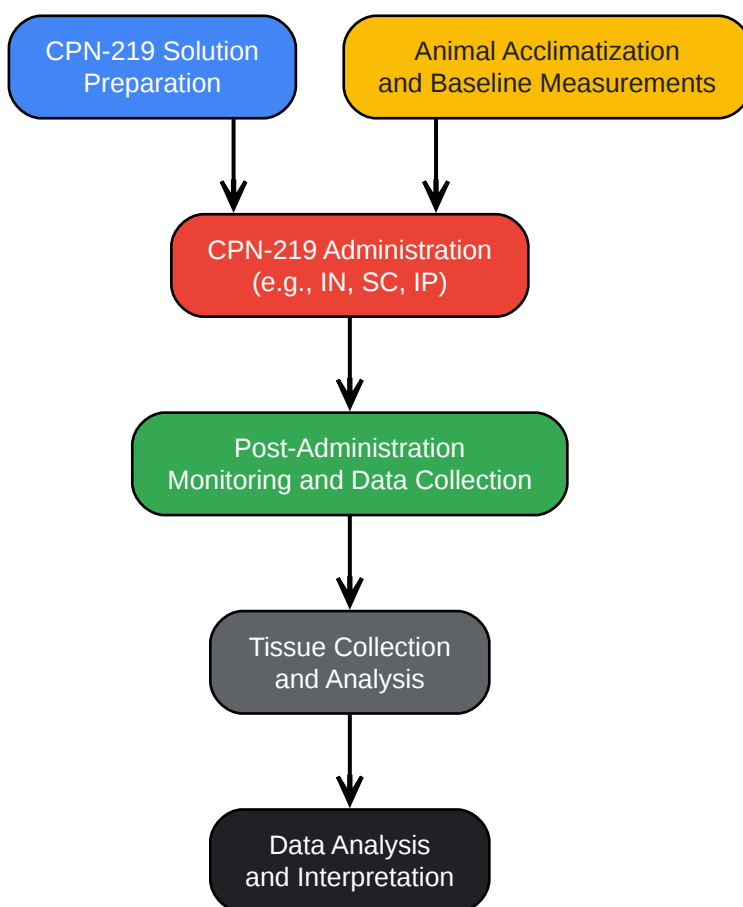 CPN-219 Solution
Preparation
Animal Acclimatization
and Baseline Measurements
CPN-219 Administration
(e.g., IN, SC, IP)
Post-Administration
Monitoring and Data Collection
Tissue Collection
and Analysis
Data Analysis
and Interpretation